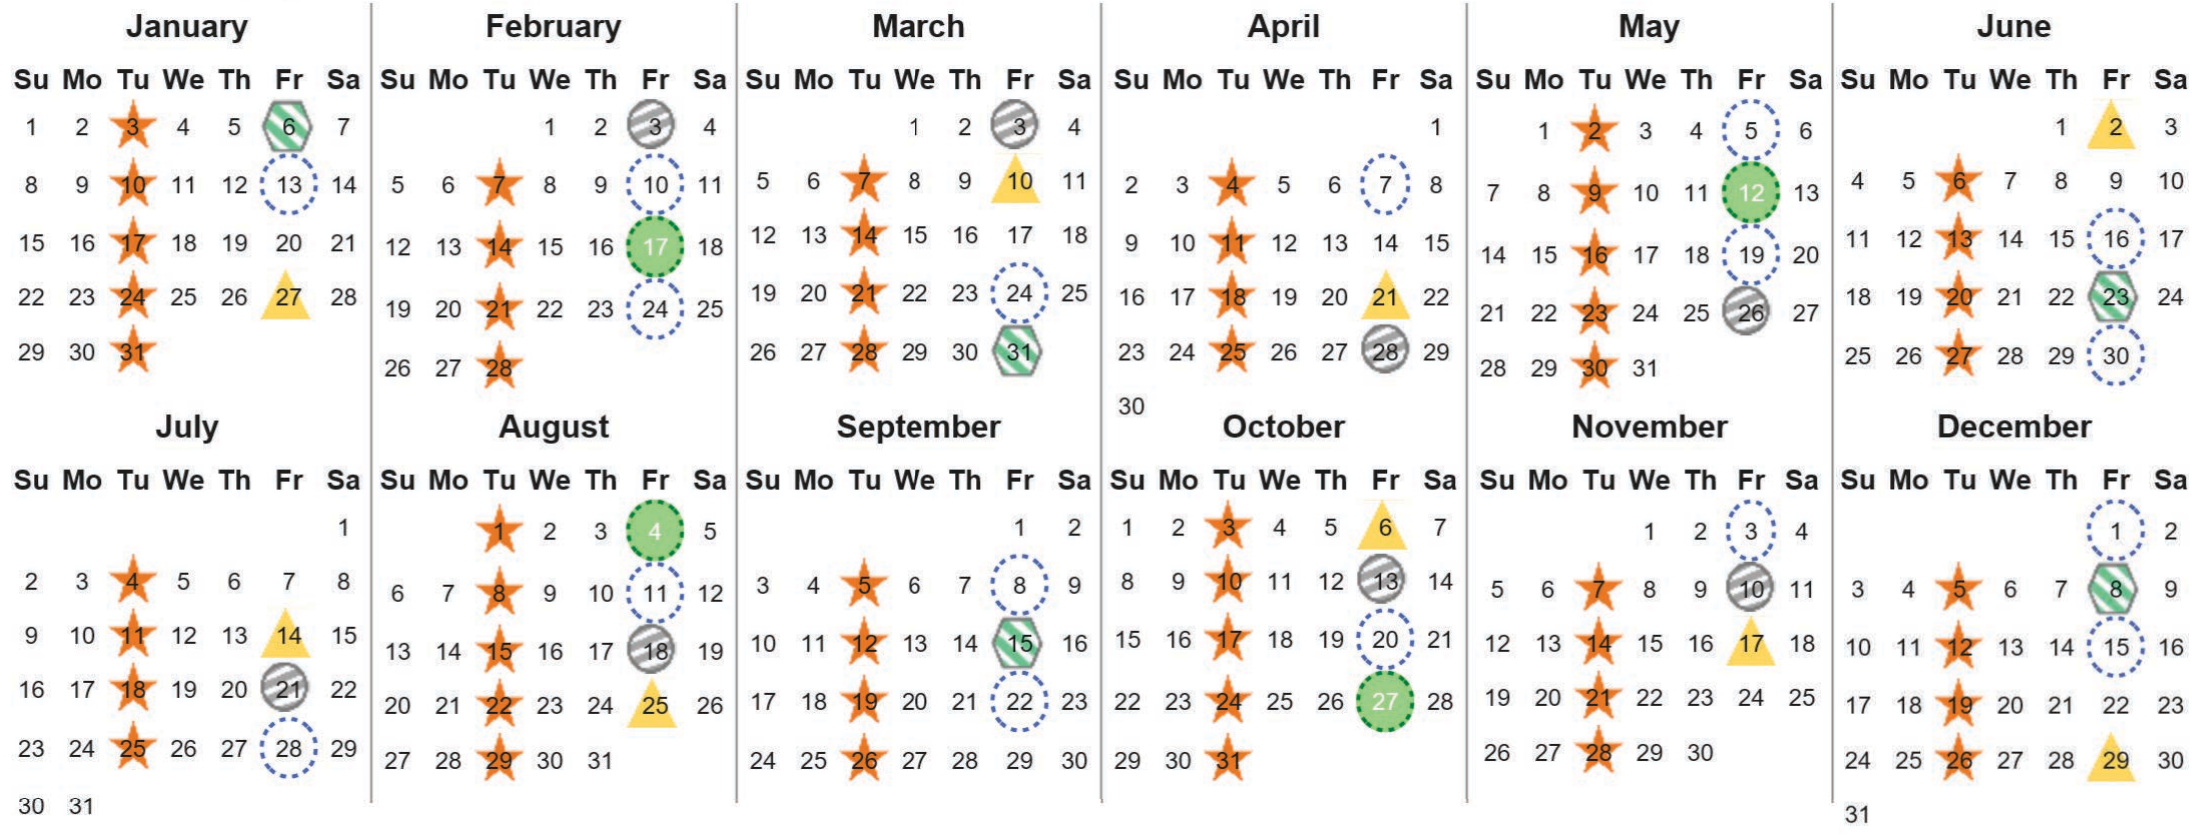 January
Su Mo Tu We Th Fr Sa
1 2 3 4 5 6 7
8 9 10 11 12 13 14
15 16 17 18 19 20 21
22 23 24 25 26 27 28
29 30 31
February
Su Mo Tu We Th Fr Sa
1 2 3 4
5 6 7 8 9 10 11
12 13 14 15 16 17 18
19 20 21 22 23 24 25
26 27 28
March
Su Mo Tu We Th Fr Sa
1 2 3 4
5 6 7 8 9 10 11
12 13 14 15 16 17 18
19 20 21 22 23 24 25
26 27 28 29 30 31
April
Su Mo Tu We Th Fr Sa
1
2 3 4 5 6 7 8
9 10 11 12 13 14 15
16 17 18 19 20 21 22
23 24 25 26 27 28 29
30
May
Su Mo Tu We Th Fr Sa
1 2 3 4 5 6
7 8 9 10 11 12 13
14 15 16 17 18 19 20
21 22 23 24 25 26 27
28 29 30 31
June
Su Mo Tu We Th Fr Sa
1 2 3
4 5 6 7 8 9 10
11 12 13 14 15 16 17
18 19 20 21 22 23 24
25 26 27 28 29 30
July
Su Mo Tu We Th Fr Sa
1
2 3 4 5 6 7 8
9 10 11 12 13 14 15
16 17 18 19 20 21 22
23 24 25 26 27 28 29
30 31
August
Su Mo Tu We Th Fr Sa
1 2 3 4 5
6 7 8 9 10 11 12
13 14 15 16 17 18 19
20 21 22 23 24 25 26
27 28 29 30 31
September
Su Mo Tu We Th Fr Sa
1 2
3 4 5 6 7 8 9
10 11 12 13 14 15 16
17 18 19 20 21 22 23
24 25 26 27 28 29 30
October
Su Mo Tu We Th Fr Sa
1 2 3 4 5 6 7
8 9 10 11 12 13 14
15 16 17 18 19 20 21
22 23 24 25 26 27 28
29 30 31
November
Su Mo Tu We Th Fr Sa
1 2 3 4
5 6 7 8 9 10 11
12 13 14 15 16 17 18
19 20 21 22 23 24 25
26 27 28 29 30
December
Su Mo Tu We Th Fr Sa
1 2
3 4 5 6 7 8 9
10 11 12 13 14 15 16
17 18 19 20 21 22 23
24 25 26 27 28 29 30
31